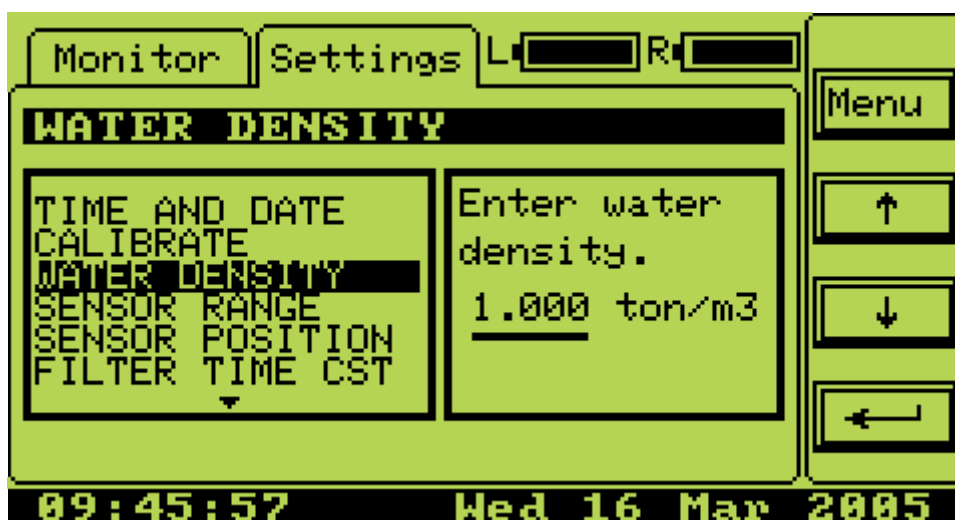 Monitor Settings L R
Menu
WATER DENSITY
TIME AND DATE
CALIBRATE
WATER DENSITY
SENSOR RANGE
SENSOR POSITION
FILTER TIME CST
Enter water
density.
1.000 ton/m3
09:45:57 Wed 16 Mar 2005